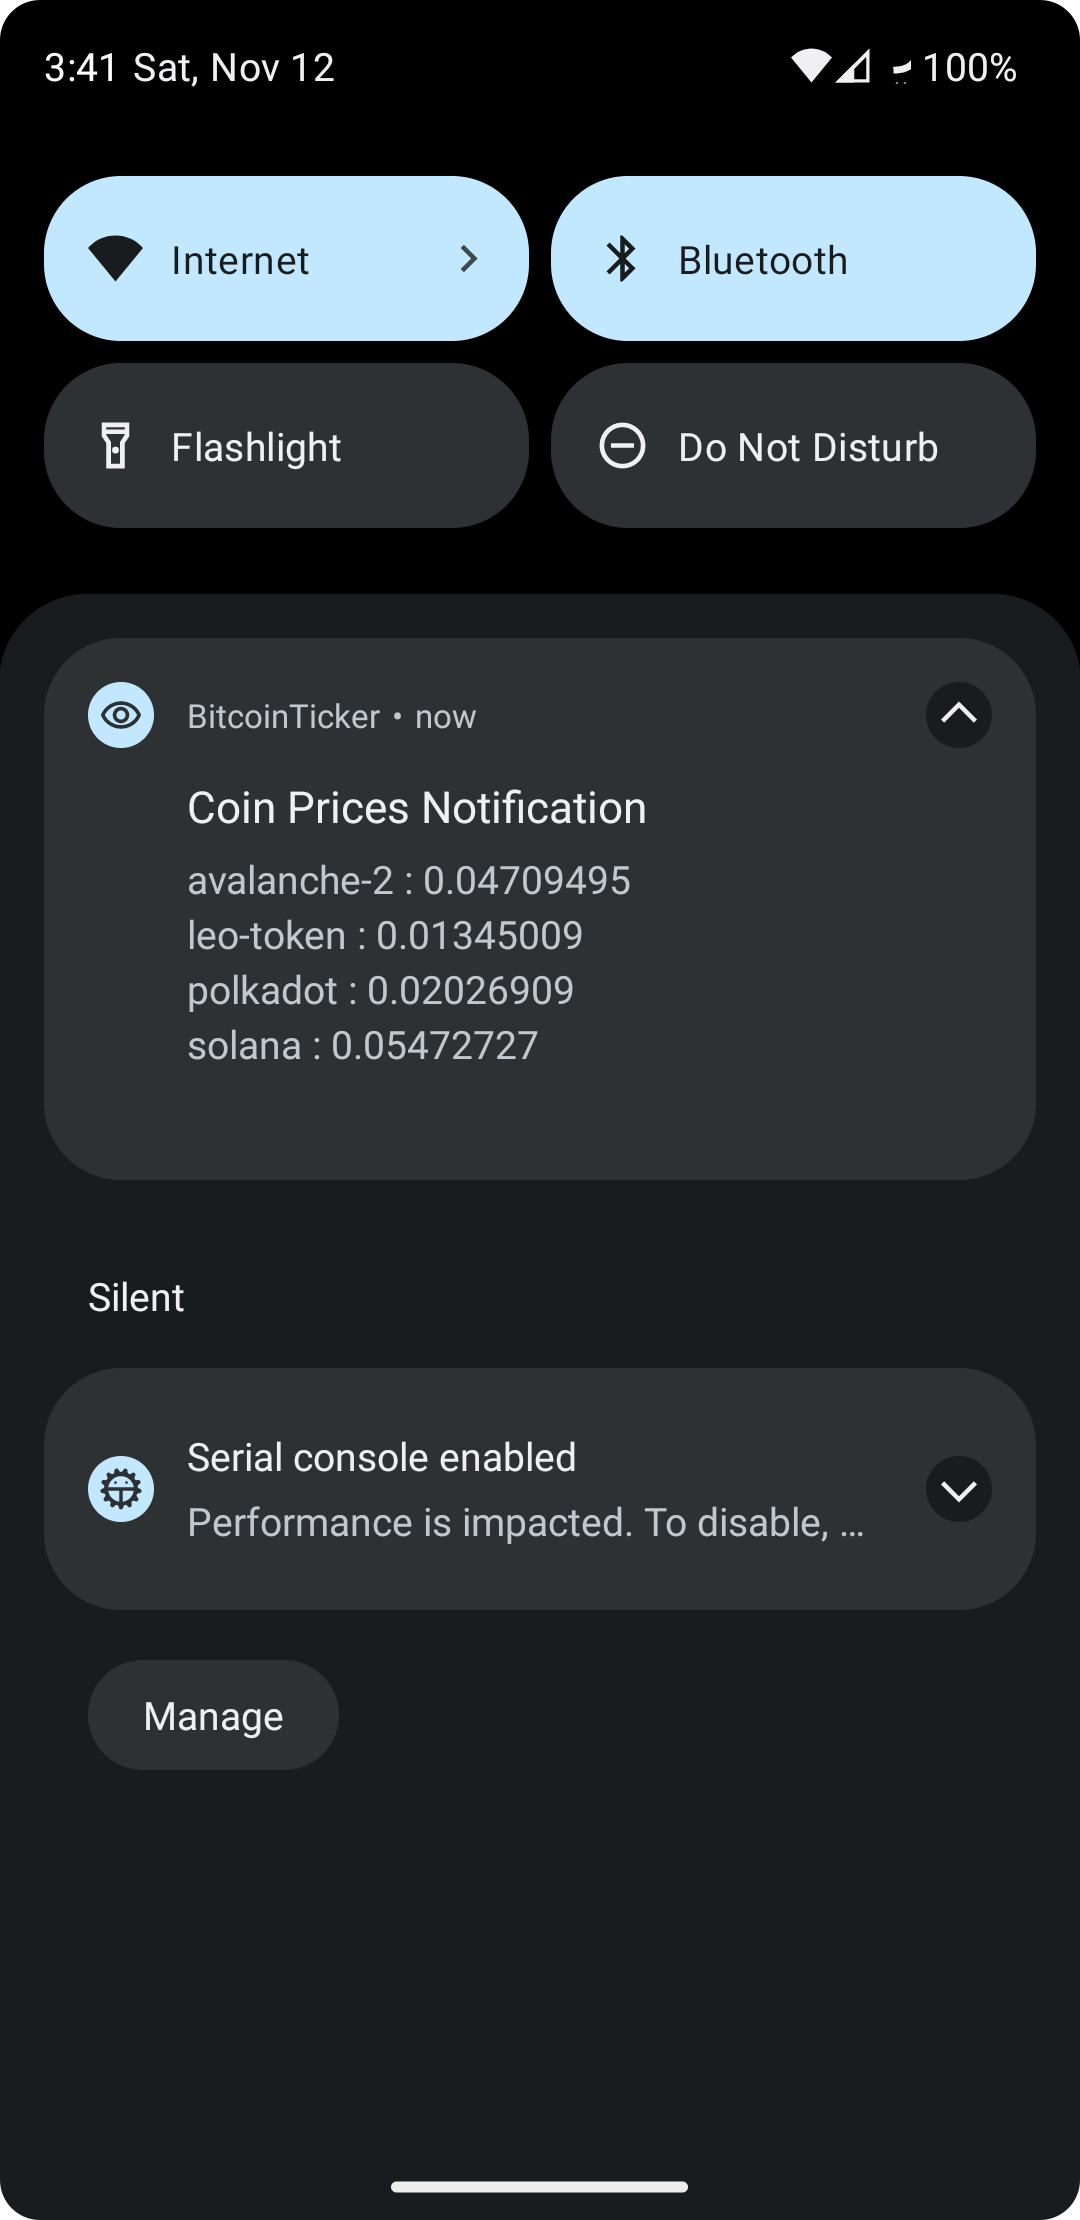 3:41 Sat, Nov 12 100%
Internet
Bluetooth
Flashlight
Do Not Disturb
BitcoinTicker • now
Coin Prices Notification
avalanche-2 : 0.04709495
leo-token : 0.01345009
polkadot : 0.02026909
solana : 0.05472727
Silent
Serial console enabled
Performance is impacted. To disable, …
Manage